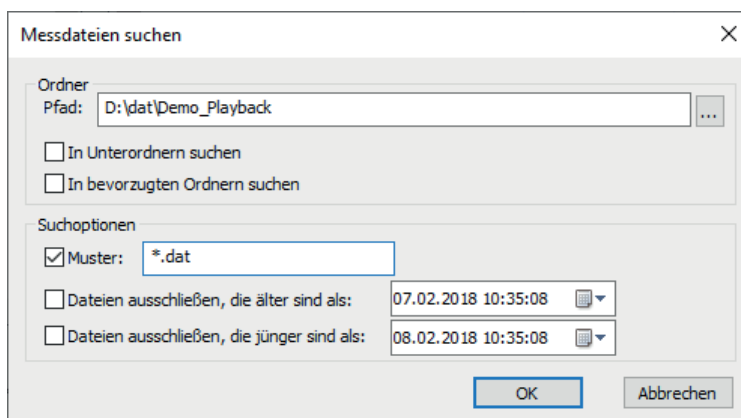 Messdateien suchen
Ordner
Pfad: D:\dat\Demo_Playback ...
In Unterordnern suchen
In bevorzugten Ordnern suchen
Suchoptionen
Muster: *.dat
Dateien ausschließen, die älter sind als: 07.02.2018 10:35:08
Dateien ausschließen, die jünger sind als: 08.02.2018 10:35:08
OK Abbrechen